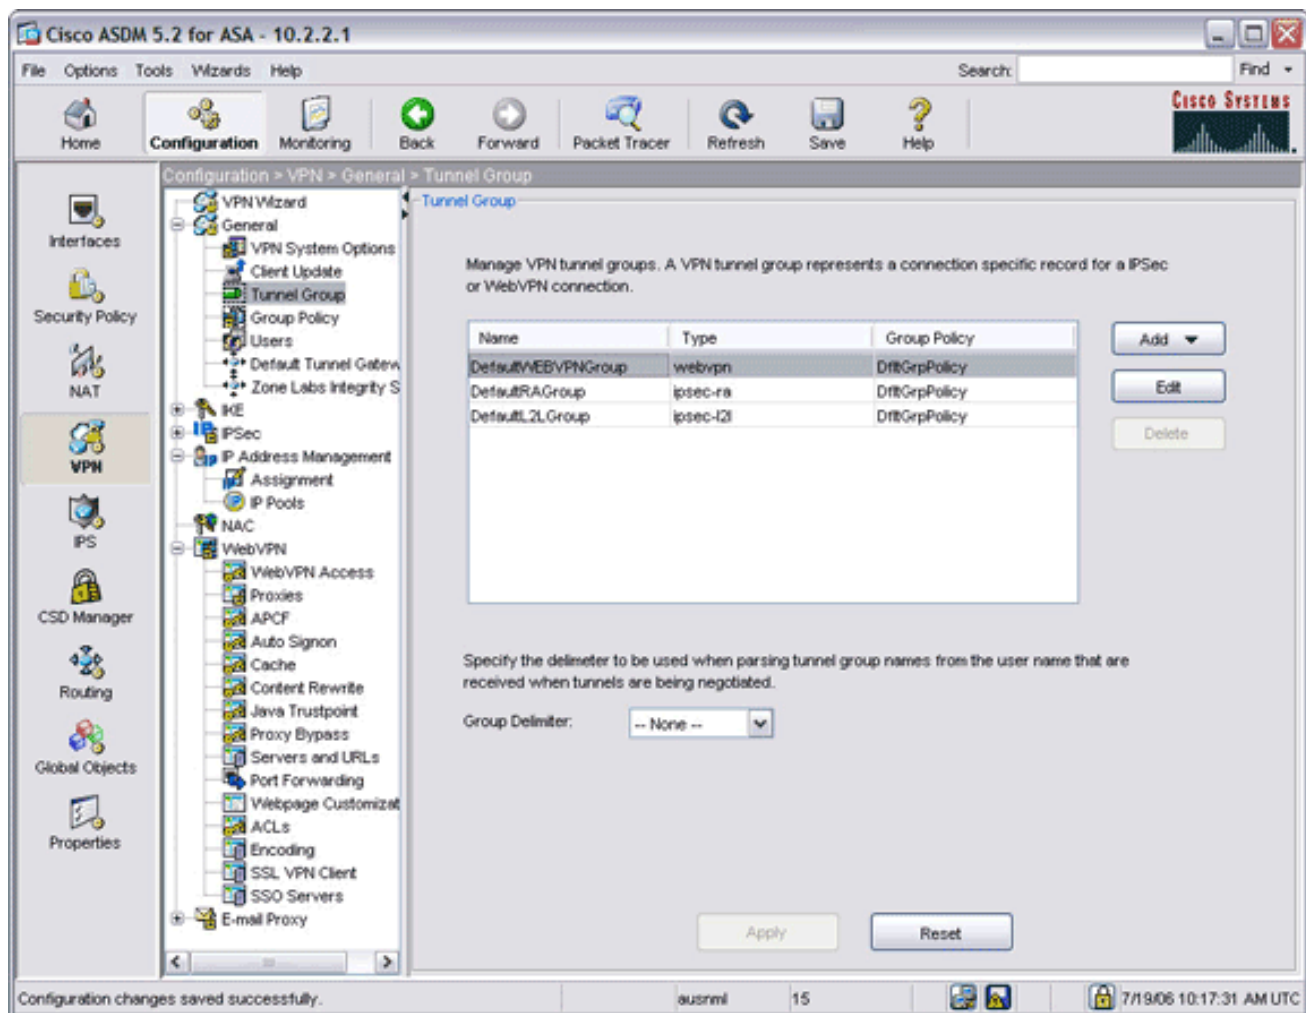 Cisco ASDM 5.2 for ASA - 10.2.2.1
File Options Tools Wizards Help Search: Find
Home Configuration Monitoring Back Forward Packet Tracer Refresh Save Help
CISCO SYSTEMS
Configuration > VPN > General > Tunnel Group
Interfaces
Security Policy
NAT
VPN
IPS
CSD Manager
Routing
Global Objects
Properties
VPN Wizard
General
VPN System Options
Client Update
Tunnel Group
Group Policy
Users
Default Tunnel Gatew
Zone Labs Integrity S
IKE
IPSec
IP Address Management
Assignment
IP Pools
NAC
WebVPN
WebVPN Access
Proxies
APCF
Auto Signon
Cache
Content Rewrite
Java Trustpoint
Proxy Bypass
Servers and URLs
Port Forwarding
Webpage Customizat
ACLs
Encoding
SSL VPN Client
SSO Servers
E-mail Proxy
Tunnel Group
Manage VPN tunnel groups. A VPN tunnel group represents a connection specific record for a IPSec
or WebVPN connection.
Name Type Group Policy
DefaultWEBVPNGroup webvpn DfltGrpPolicy
DefaultRAGroup ipsec-ra DfltGrpPolicy
DefaultL2LGroup ipsec-l2l DfltGrpPolicy
Add
Edit
Delete
Specify the delimeter to be used when parsing tunnel group names from the user name that are
received when tunnels are being negotiated.
Group Delimiter: -- None --
Apply Reset
Configuration changes saved successfully. ausnml 15 7/19/06 10:17:31 AM UTC